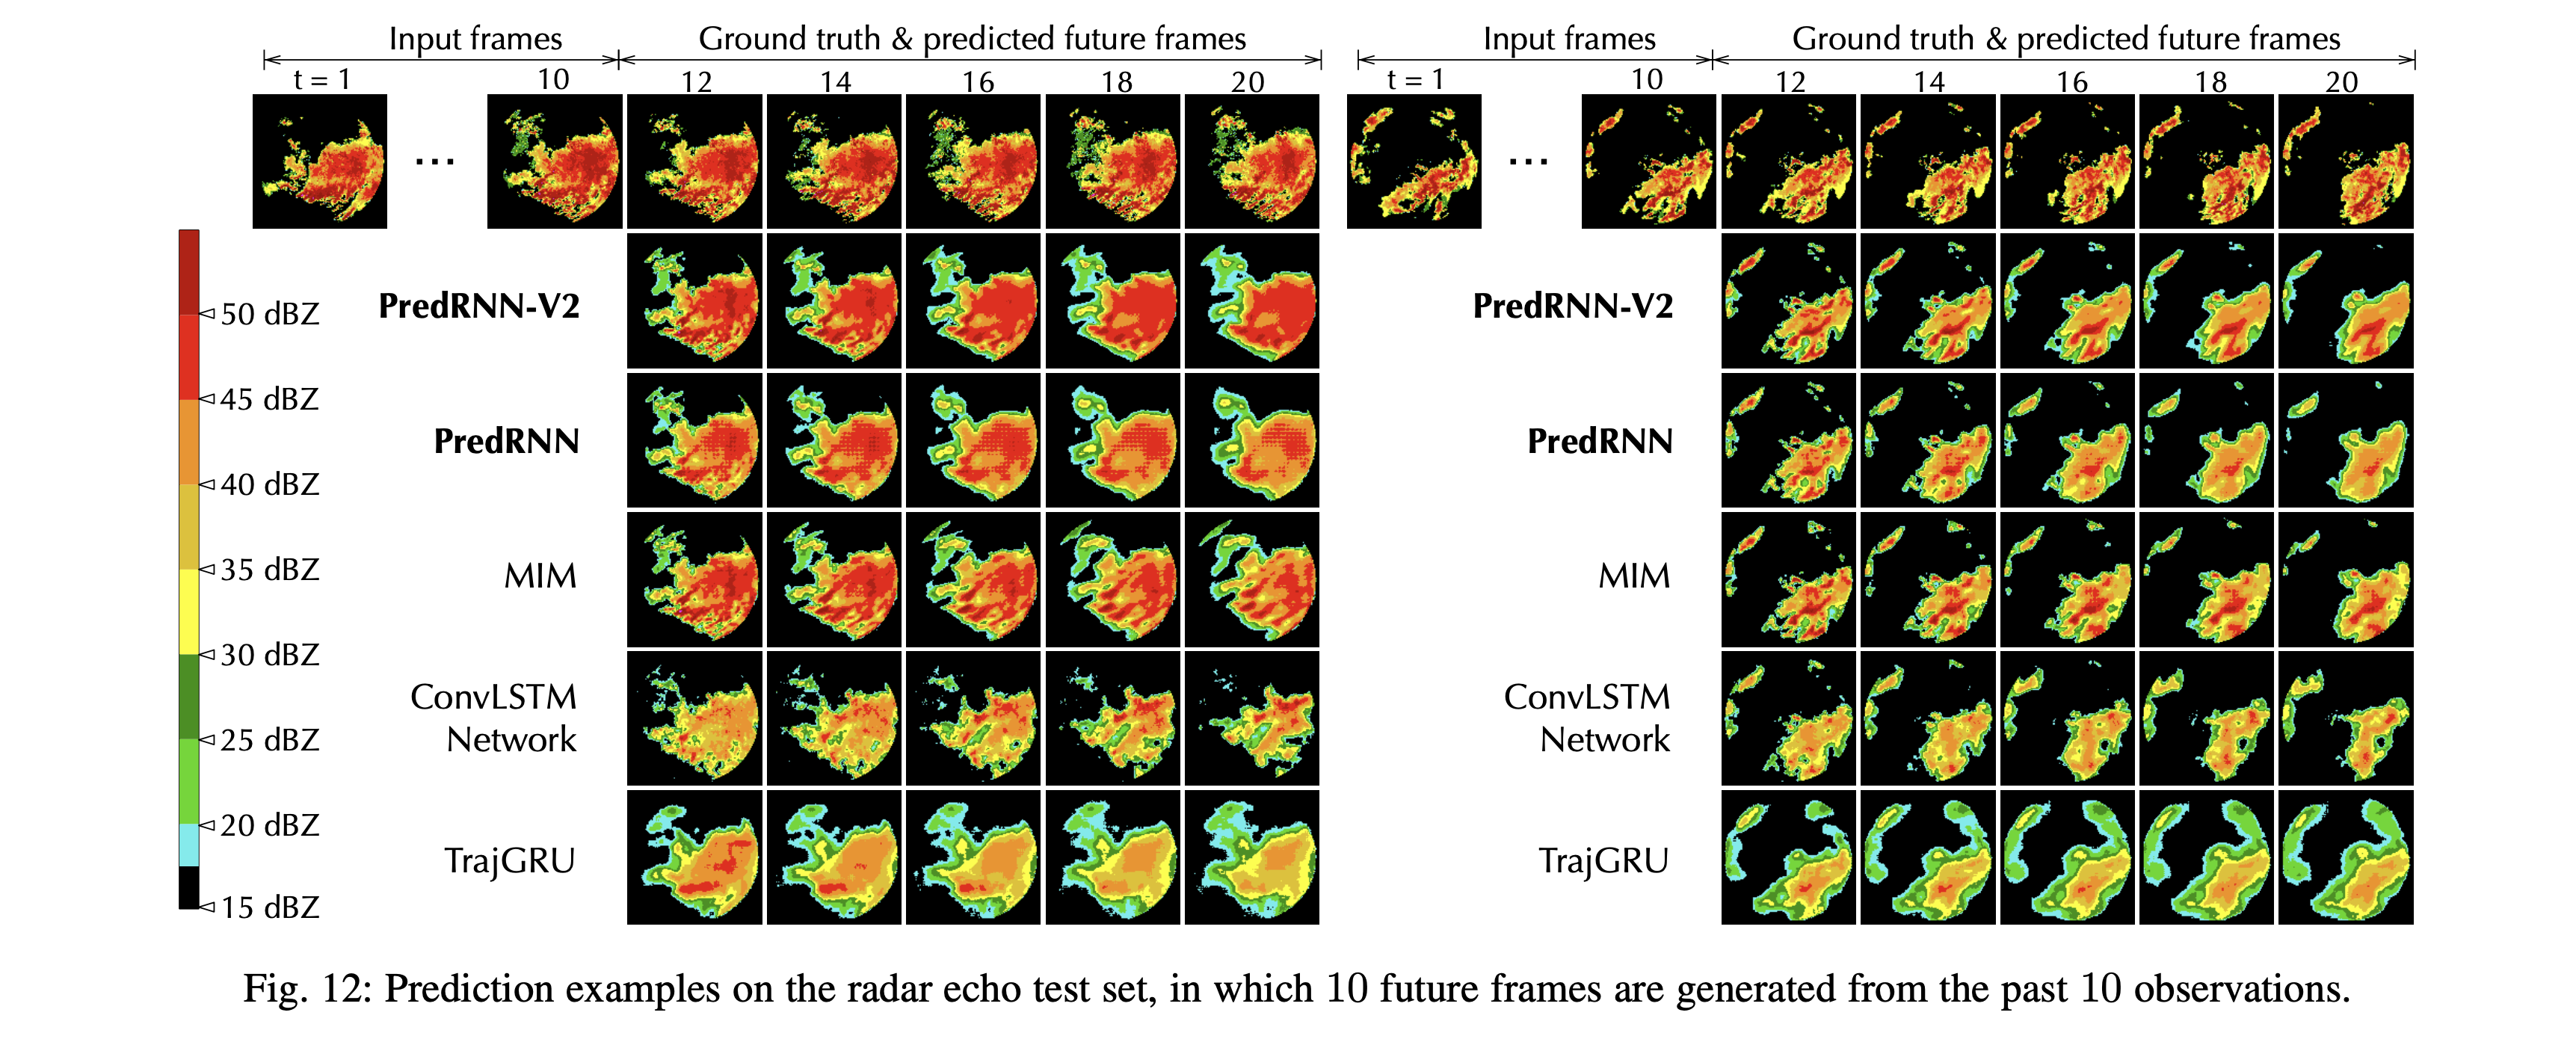 Input frames Ground truth & predicted future frames Input frames Ground truth & predicted future frames
t = 1 10 12 14 16 18 20 t = 1 10 12 14 16 18 20
... ...
PredRNN-V2 PredRNN-V2
50 dBZ
45 dBZ
PredRNN PredRNN
40 dBZ
35 dBZ
MIM MIM
30 dBZ
ConvLSTM ConvLSTM
Network Network
25 dBZ
20 dBZ
TrajGRU TrajGRU
15 dBZ
Fig. 12: Prediction examples on the radar echo test set, in which 10 future frames are generated from the past 10 observations.